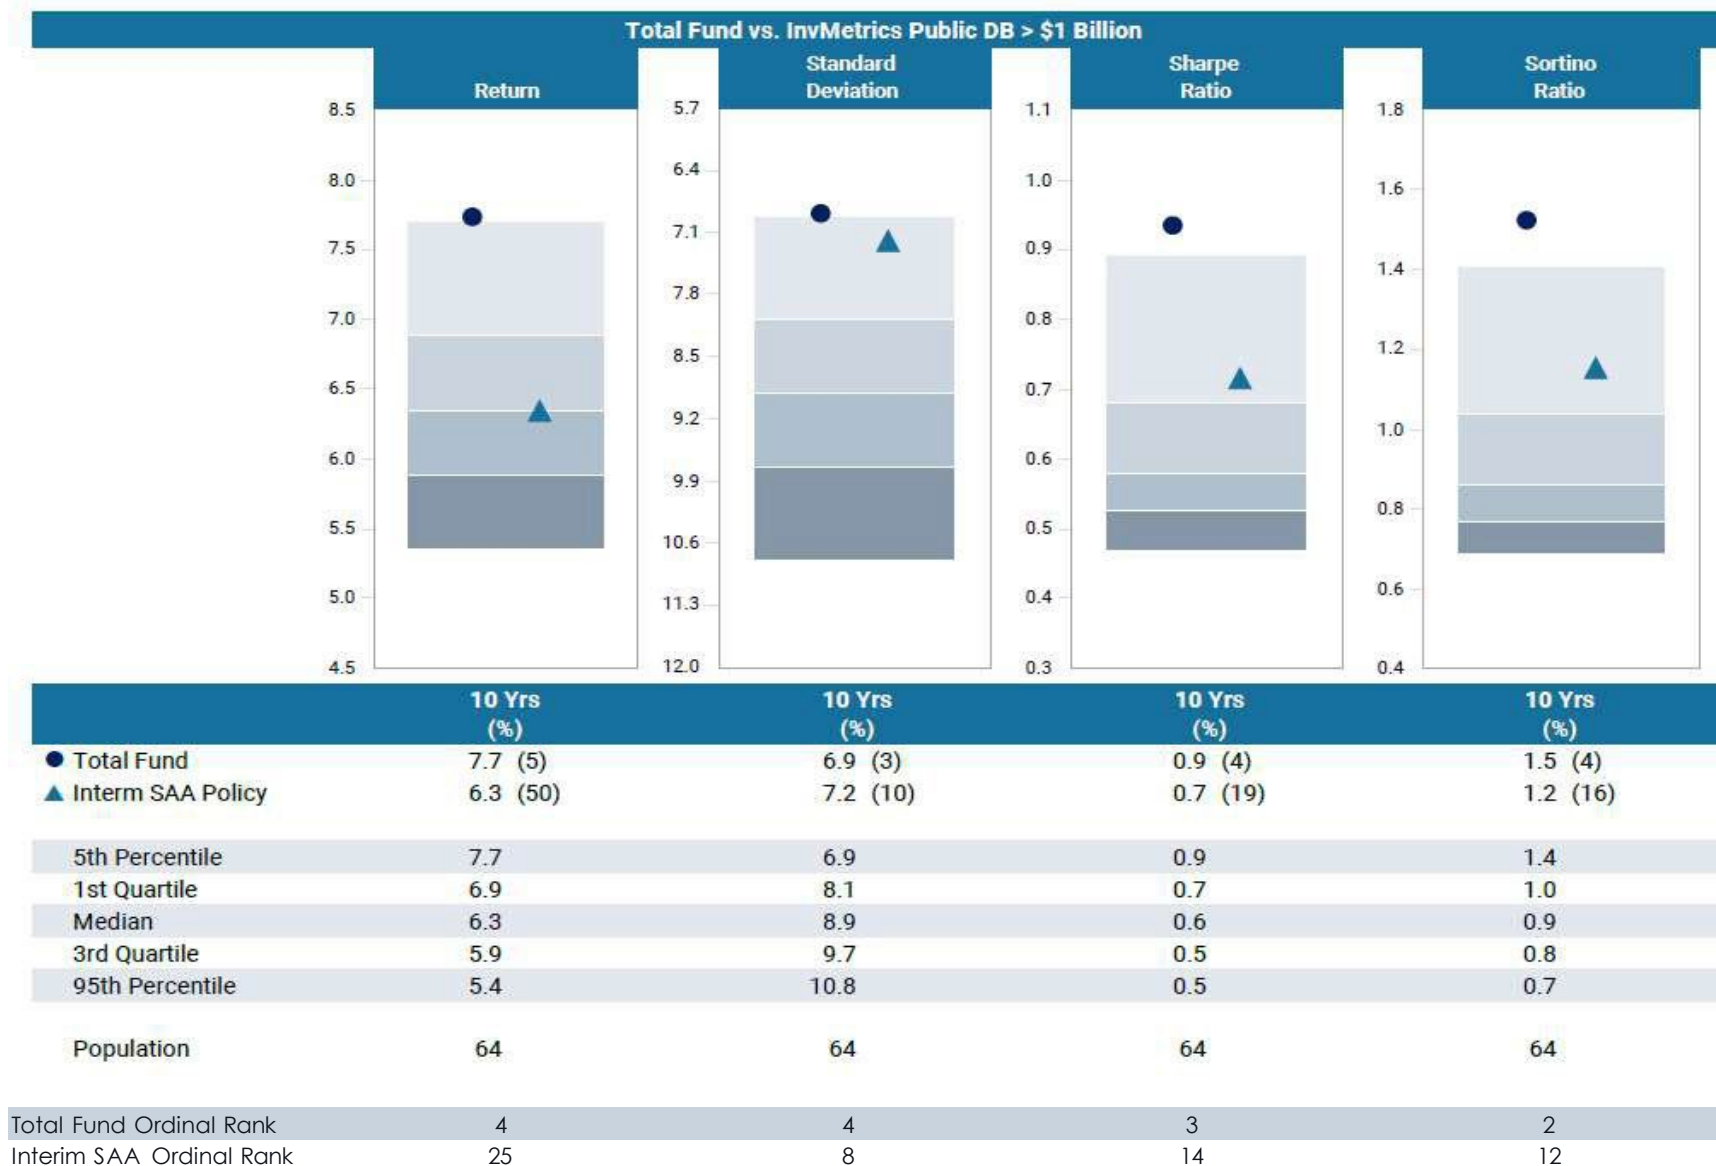 Total Fund vs. InvMetrics Public DB > $1 Billion
Return
Standard
Deviation
Sharpe
Ratio
Sortino
Ratio
8.5
8.0
7.5
7.0
6.5
6.0
5.5
5.0
4.5
5.7
6.4
7.1
7.8
8.5
9.2
9.9
10.6
11.3
12.0
1.1
1.0
0.9
0.8
0.7
0.6
0.5
0.4
0.3
1.8
1.6
1.4
1.2
1.0
0.8
0.6
0.4
10 Yrs 10 Yrs 10 Yrs 10 Yrs
(%) (%) (%) (%)
Total Fund 7.7 (5) 6.9 (3) 0.9 (4) 1.5 (4)
Interm SAA Policy 6.3 (50) 7.2 (10) 0.7 (19) 1.2 (16)
5th Percentile 7.7 6.9 0.9 1.4
1st Quartile 6.9 8.1 0.7 1.0
Median 6.3 8.9 0.6 0.9
3rd Quartile 5.9 9.7 0.5 0.8
95th Percentile 5.4 10.8 0.5 0.7
Population 64 64 64 64
Total Fund Ordinal Rank 4 4 3 2
Interim SAA Ordinal Rank 25 8 14 12